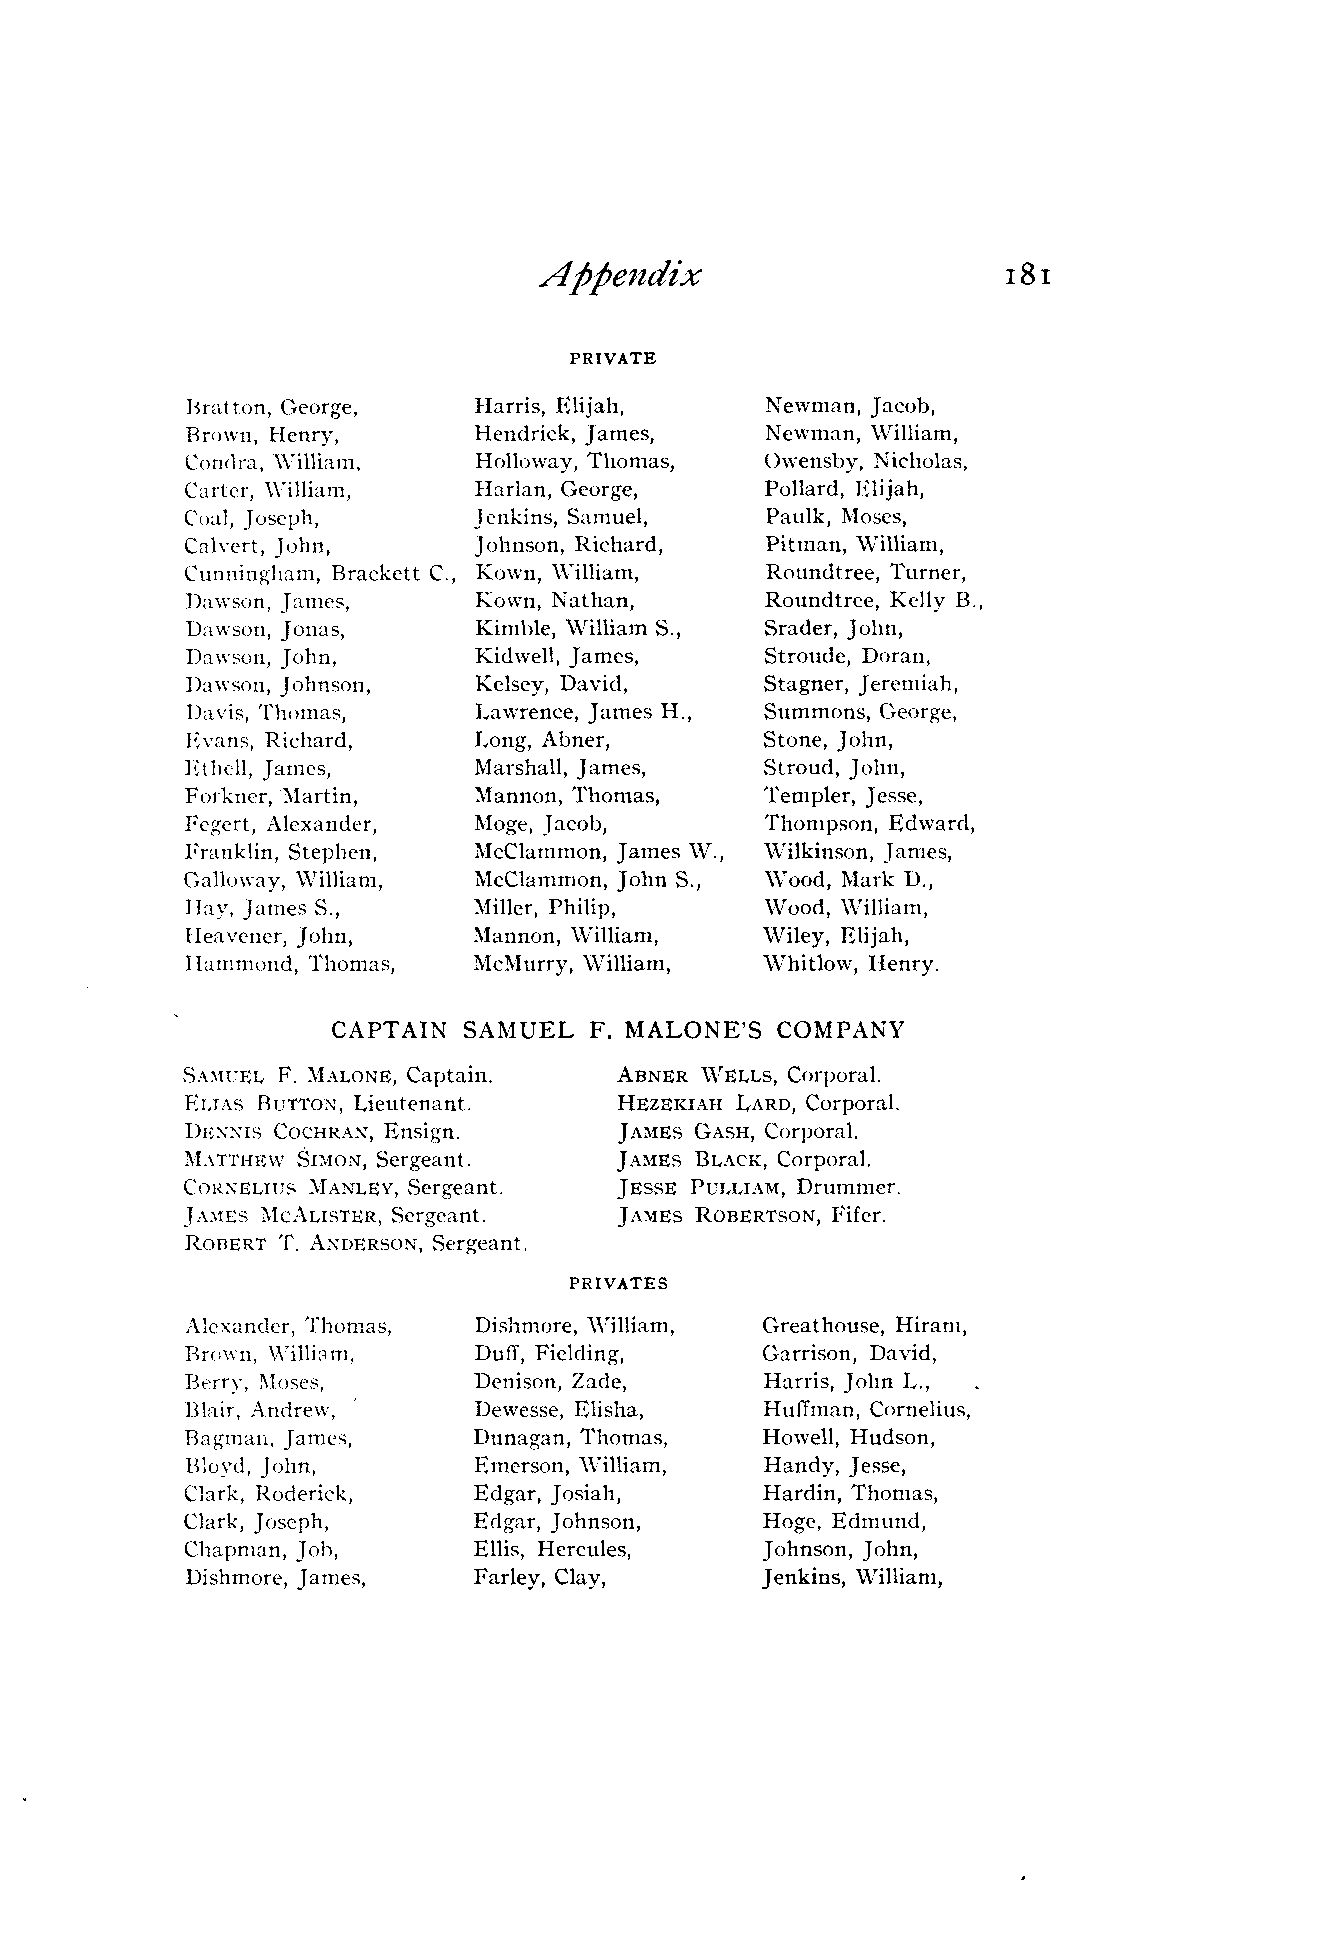 Appendix 181
PRIVATE
Bratton, George,
Brown, Henry,
Condra, William,
Carter, William,
Coal, Joseph,
Calvert, John,
Cunningham, Brackett C.,
Dawson, James,
Dawson, Jonas,
Dawson, John,
Dawson, Johnson,
Davis, Thomas,
Evans, Richard,
Ethell, James,
Forkner, Martin,
Fegert, Alexander,
Franklin, Stephen,
Galloway, William,
Hay, James S.,
Heavener, John,
Hammond, Thomas,
Harris, Elijah,
Hendrick, James,
Holloway, Thomas,
Harlan, George,
Jenkins, Samuel,
Johnson, Richard,
Kown, William,
Kown, Nathan,
Kimble, William S.,
Kidwell, James,
Kelsey, David,
Lawrence, James H.,
Long, Abner,
Marshall, James,
Mannon, Thomas,
Moge, Jacob,
McClammon, James W.,
McClammon, John S.,
Miller, Philip,
Mannon, William,
McMurry, William,
Newman, Jacob,
Newman, William,
Owensby, Nicholas,
Pollard, Elijah,
Paulk, Moses,
Pitman, William,
Roundtree, Turner,
Roundtree, Kelly B.,
Srader, John,
Stroude, Doran,
Stagner, Jeremiah,
Summons, George,
Stone, John,
Stroud, John,
Templer, Jesse,
Thompson, Edward,
Wilkinson, James,
Wood, Mark D.,
Wood, William,
Wiley, Elijah,
Whitlow, Henry.
CAPTAIN SAMUEL F. MALONE'S COMPANY
SAMUEL F. MALONE, Captain.
ELIAS BUTTON, Lieutenant.
DENNIS COCHRAN, Ensign.
MATTHEW SIMON, Sergeant.
CORNELIUS MANLEY, Sergeant.
JAMES MCALISTER, Sergeant.
ROBERT T. ANDERSON, Sergeant.
ABNER WELLS, Corporal.
HEZEKIAH LARD, Corporal.
JAMES GASH, Corporal.
JAMES BLACK, Corporal.
JESSE PULLIAM, Drummer.
JAMES ROBERTSON, Fifer.
PRIVATES
Alexander, Thomas,
Brown, William,
Berry, Moses,
Blair, Andrew,
Bagman, James,
Bloyd, John,
Clark, Roderick,
Clark, Joseph,
Chapman, Job,
Dishmore, James,
Dishmore, William,
Duff, Fielding,
Denison, Zade,
Dewesse, Elisha,
Dunagan, Thomas,
Emerson, William,
Edgar, Josiah,
Edgar, Johnson,
Ellis, Hercules,
Farley, Clay,
Greathouse, Hiram,
Garrison, David,
Harris, John L.,
Huffman, Cornelius,
Howell, Hudson,
Handy, Jesse,
Hardin, Thomas,
Hoge, Edmund,
Johnson, John,
Jenkins, William,